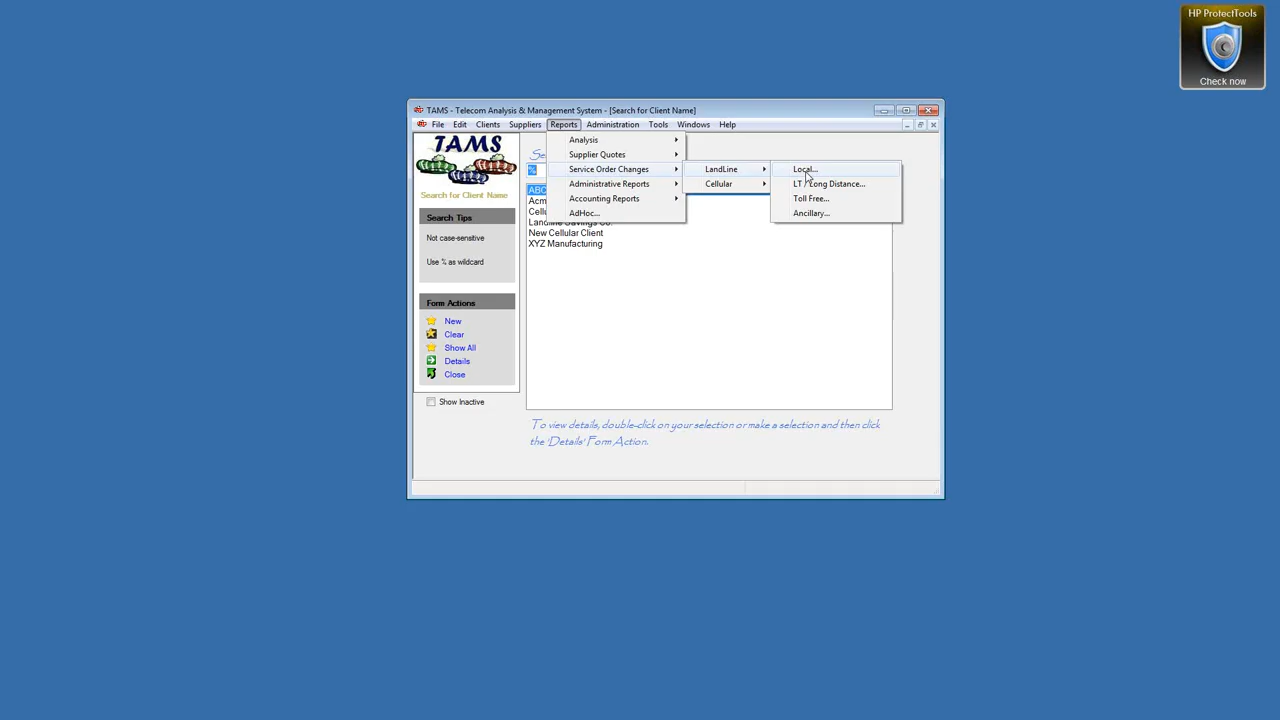 HP ProtectTools
Check now
TAMS - Telecom Analysis & Management System - [Search for Client Name]
File Edit Clients Suppliers Reports Administration Tools Windows Help
TAMS
Search for Client Name
Search Tips
Not case-sensitive
Use % as wildcard
Form Actions
New
Clear
Show All
Details
Close
Show Inactive
Analysis
Supplier Quotes
Service Order Changes
Administrative Reports
Accounting Reports
AdHoc...
LandLine
Cellular
Local...
LT / Long Distance...
Toll Free...
Ancillary...
%
ABC
New Cellular Client
XYZ Manufacturing
To view details, double-click on your selection or make a selection and then click
the 'Details' Form Action.